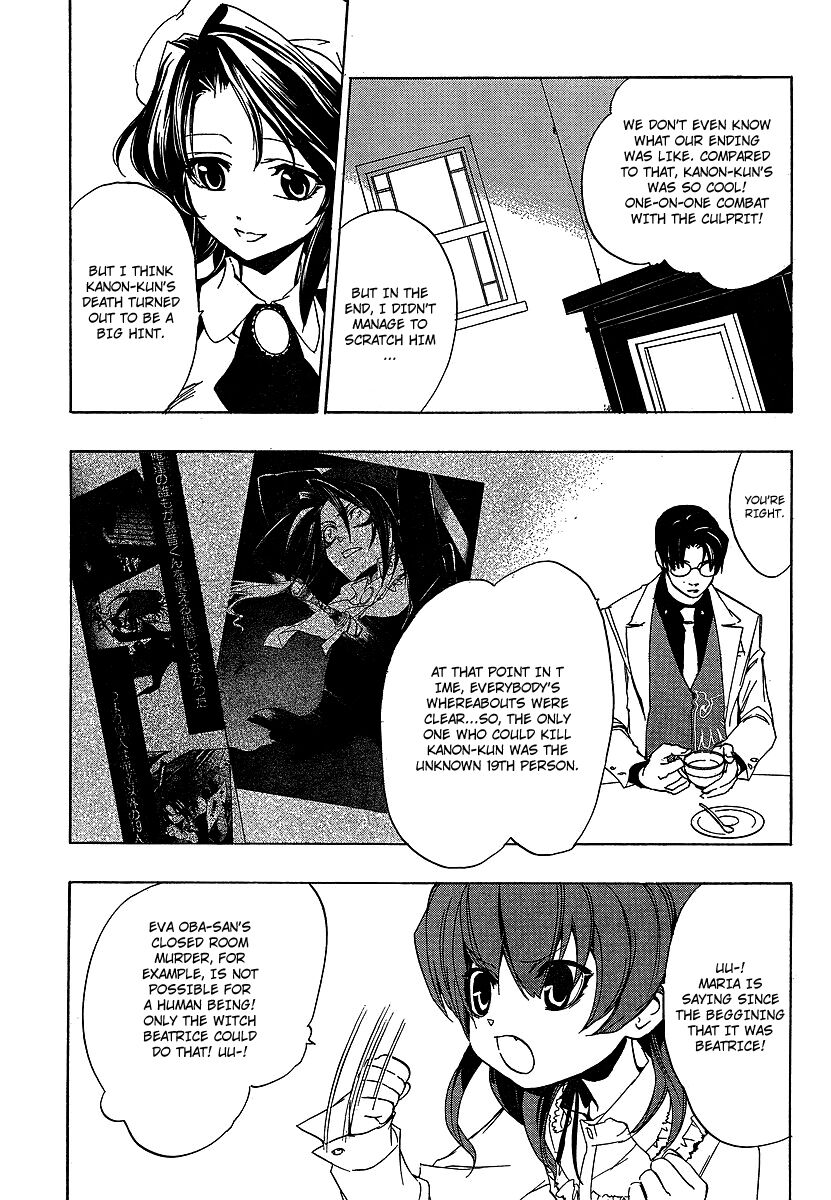 WE DON'T EVEN KNOW
WHAT OUR ENDING
WAS LIKE. COMPARED
TO THAT, KANON-KUN'S
WAS SO COOL!
ONE-ON-ONE COMBAT
WITH THE CULPRIT!
BUT IN THE
END, I DIDN'T
MANAGE TO
SCRATCH HIM
...
BUT I THINK
KANON-KUN'S
DEATH TURNED
OUT TO BE A
BIG HINT.
YOU'RE
RIGHT.
AT THAT POINT IN T
IME, EVERYBODY'S
WHEREABOUTS WERE
CLEAR...SO, THE ONLY
ONE WHO COULD KILL
KANON-KUN WAS THE
UNKNOWN 19TH PERSON.
UU-!
MARIA IS
SAYING SINCE
THE BEGGINING
THAT IT WAS
BEATRICE!
EVA OBA-SAN'S
CLOSED ROOM
MURDER, FOR
EXAMPLE, IS NOT
POSSIBLE FOR
A HUMAN BEING!
ONLY THE WITCH
BEATRICE COULD
DO THAT! UU-!